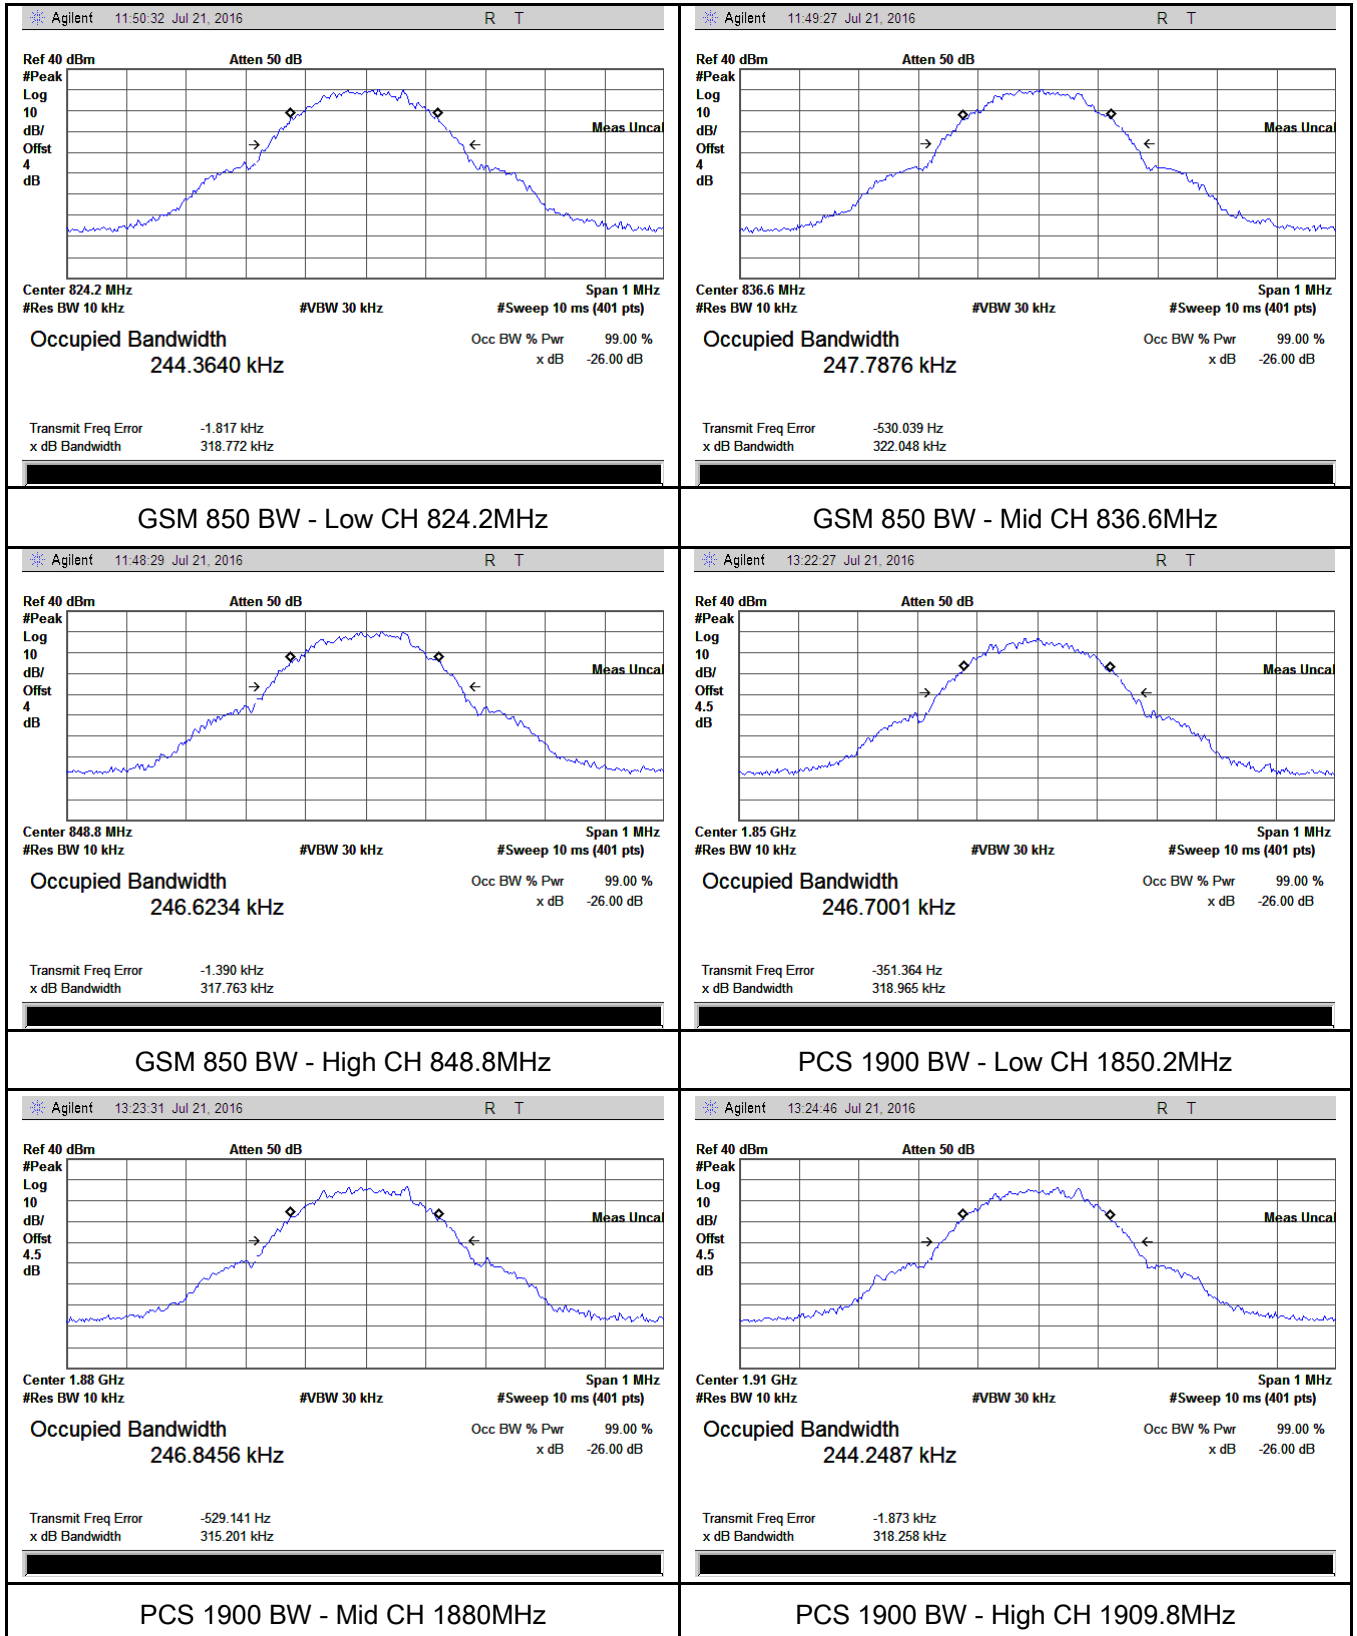 Agilent 11:50:32 Jul 21, 2016 R T
Ref 40 dBm Atten 50 dB
#Peak
Log
10
dB/
Offst
4
dB
Meas Uncal
Center 824.2 MHz Span 1 MHz
#Res BW 10 kHz #VBW 30 kHz #Sweep 10 ms (401 pts)
Occupied Bandwidth Occ BW % Pwr 99.00 %
244.3640 kHz x dB -26.00 dB
Transmit Freq Error -1.817 kHz
x dB Bandwidth 318.772 kHz
GSM 850 BW - Low CH 824.2MHz
Agilent 11:49:27 Jul 21, 2016 R T
Ref 40 dBm Atten 50 dB
#Peak
Log
10
dB/
Offst
4
dB
Meas Uncal
Center 836.6 MHz Span 1 MHz
#Res BW 10 kHz #VBW 30 kHz #Sweep 10 ms (401 pts)
Occupied Bandwidth Occ BW % Pwr 99.00 %
247.7876 kHz x dB -26.00 dB
Transmit Freq Error -530.039 Hz
x dB Bandwidth 322.048 kHz
GSM 850 BW - Mid CH 836.6MHz
Agilent 11:48:29 Jul 21, 2016 R T
Ref 40 dBm Atten 50 dB
#Peak
Log
10
dB/
Offst
4
dB
Meas Uncal
Center 848.8 MHz Span 1 MHz
#Res BW 10 kHz #VBW 30 kHz #Sweep 10 ms (401 pts)
Occupied Bandwidth Occ BW % Pwr 99.00 %
246.6234 kHz x dB -26.00 dB
Transmit Freq Error -1.390 kHz
x dB Bandwidth 317.763 kHz
GSM 850 BW - High CH 848.8MHz
Agilent 13:22:27 Jul 21, 2016 R T
Ref 40 dBm Atten 50 dB
#Peak
Log
10
dB/
Offst
4.5
dB
Meas Uncal
Center 1.85 GHz Span 1 MHz
#Res BW 10 kHz #VBW 30 kHz #Sweep 10 ms (401 pts)
Occupied Bandwidth Occ BW % Pwr 99.00 %
246.7001 kHz x dB -26.00 dB
Transmit Freq Error -351.364 Hz
x dB Bandwidth 318.965 kHz
PCS 1900 BW - Low CH 1850.2MHz
Agilent 13:23:31 Jul 21, 2016 R T
Ref 40 dBm Atten 50 dB
#Peak
Log
10
dB/
Offst
4.5
dB
Meas Uncal
Center 1.88 GHz Span 1 MHz
#Res BW 10 kHz #VBW 30 kHz #Sweep 10 ms (401 pts)
Occupied Bandwidth Occ BW % Pwr 99.00 %
246.8456 kHz x dB -26.00 dB
Transmit Freq Error -529.141 Hz
x dB Bandwidth 315.201 kHz
PCS 1900 BW - Mid CH 1880MHz
Agilent 13:24:46 Jul 21, 2016 R T
Ref 40 dBm Atten 50 dB
#Peak
Log
10
dB/
Offst
4.5
dB
Meas Uncal
Center 1.91 GHz Span 1 MHz
#Res BW 10 kHz #VBW 30 kHz #Sweep 10 ms (401 pts)
Occupied Bandwidth Occ BW % Pwr 99.00 %
244.2487 kHz x dB -26.00 dB
Transmit Freq Error -1.873 kHz
x dB Bandwidth 318.258 kHz
PCS 1900 BW - High CH 1909.8MHz